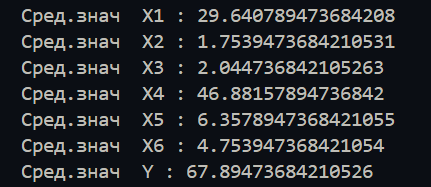 Сред.знач  X1 : 29.640789473684208
Сред.знач  X2 : 1.7539473684210531
Сред.знач  X3 : 2.044736842105263
Сред.знач  X4 : 46.88157894736842
Сред.знач  X5 : 6.3578947368421055
Сред.знач  X6 : 4.753947368421054
Сред.знач  Y : 67.89473684210526